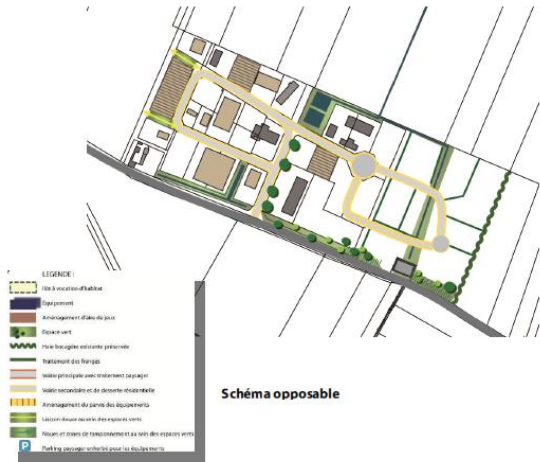 LEGENDE :
Ilôt à vocation d'habitat
Equipement
Aménagement d'aire de jeux
Espace vert
Haie bocagère existante préservée
Traitement des franges
Voirie principale avec traitement paysager
Voirie secondaire et de desserte résidentielle
Aménagement du parvis des équipements
Liaison douce au sein des espaces verts
Noues et zones de tamponnement au sein des espaces verts
P Parking paysager enherbé pour les équipements
Schéma opposable